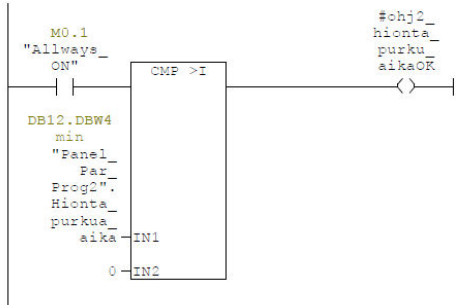 M0.1
"Allways_
ON"
CMP >I
#ohj2_
hionta_
purku_
aikaOK
DB12.DBW4
min
"Panel_
Par_
Prog2".
Hionta_
purkua_
aika
IN1
0
IN2